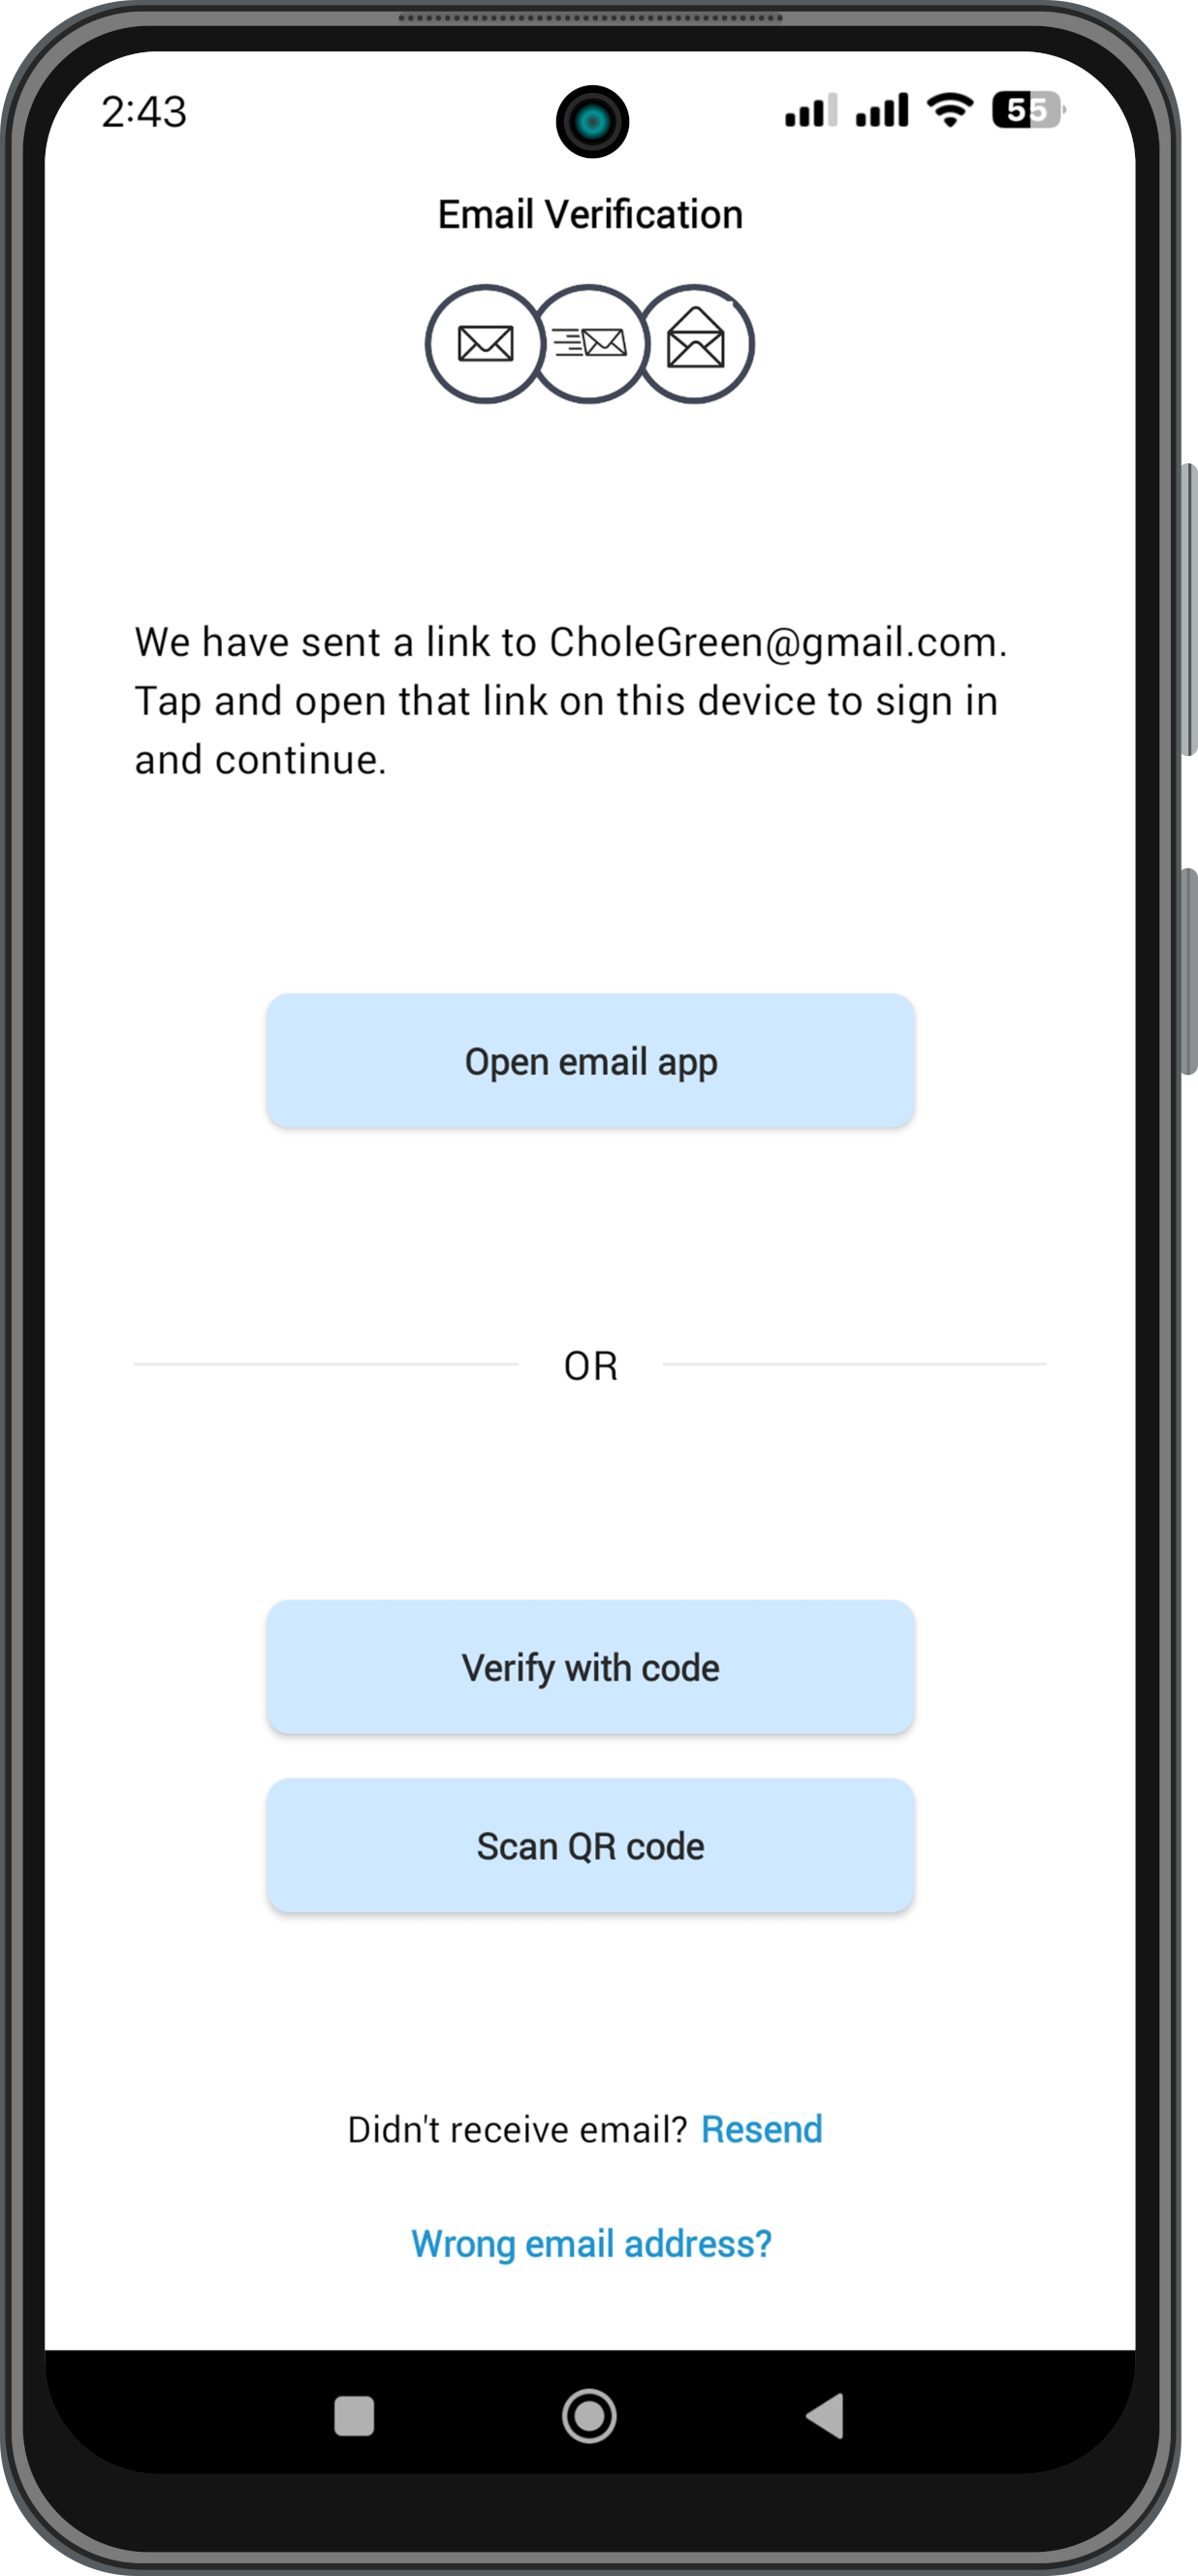 2:43
55
Email Verification
We have sent a link to CholeGreen@gmail.com.
Tap and open that link on this device to sign in
and continue.
Open email app
OR
Verify with code
Scan QR code
Didn't receive email? Resend
Wrong email address?